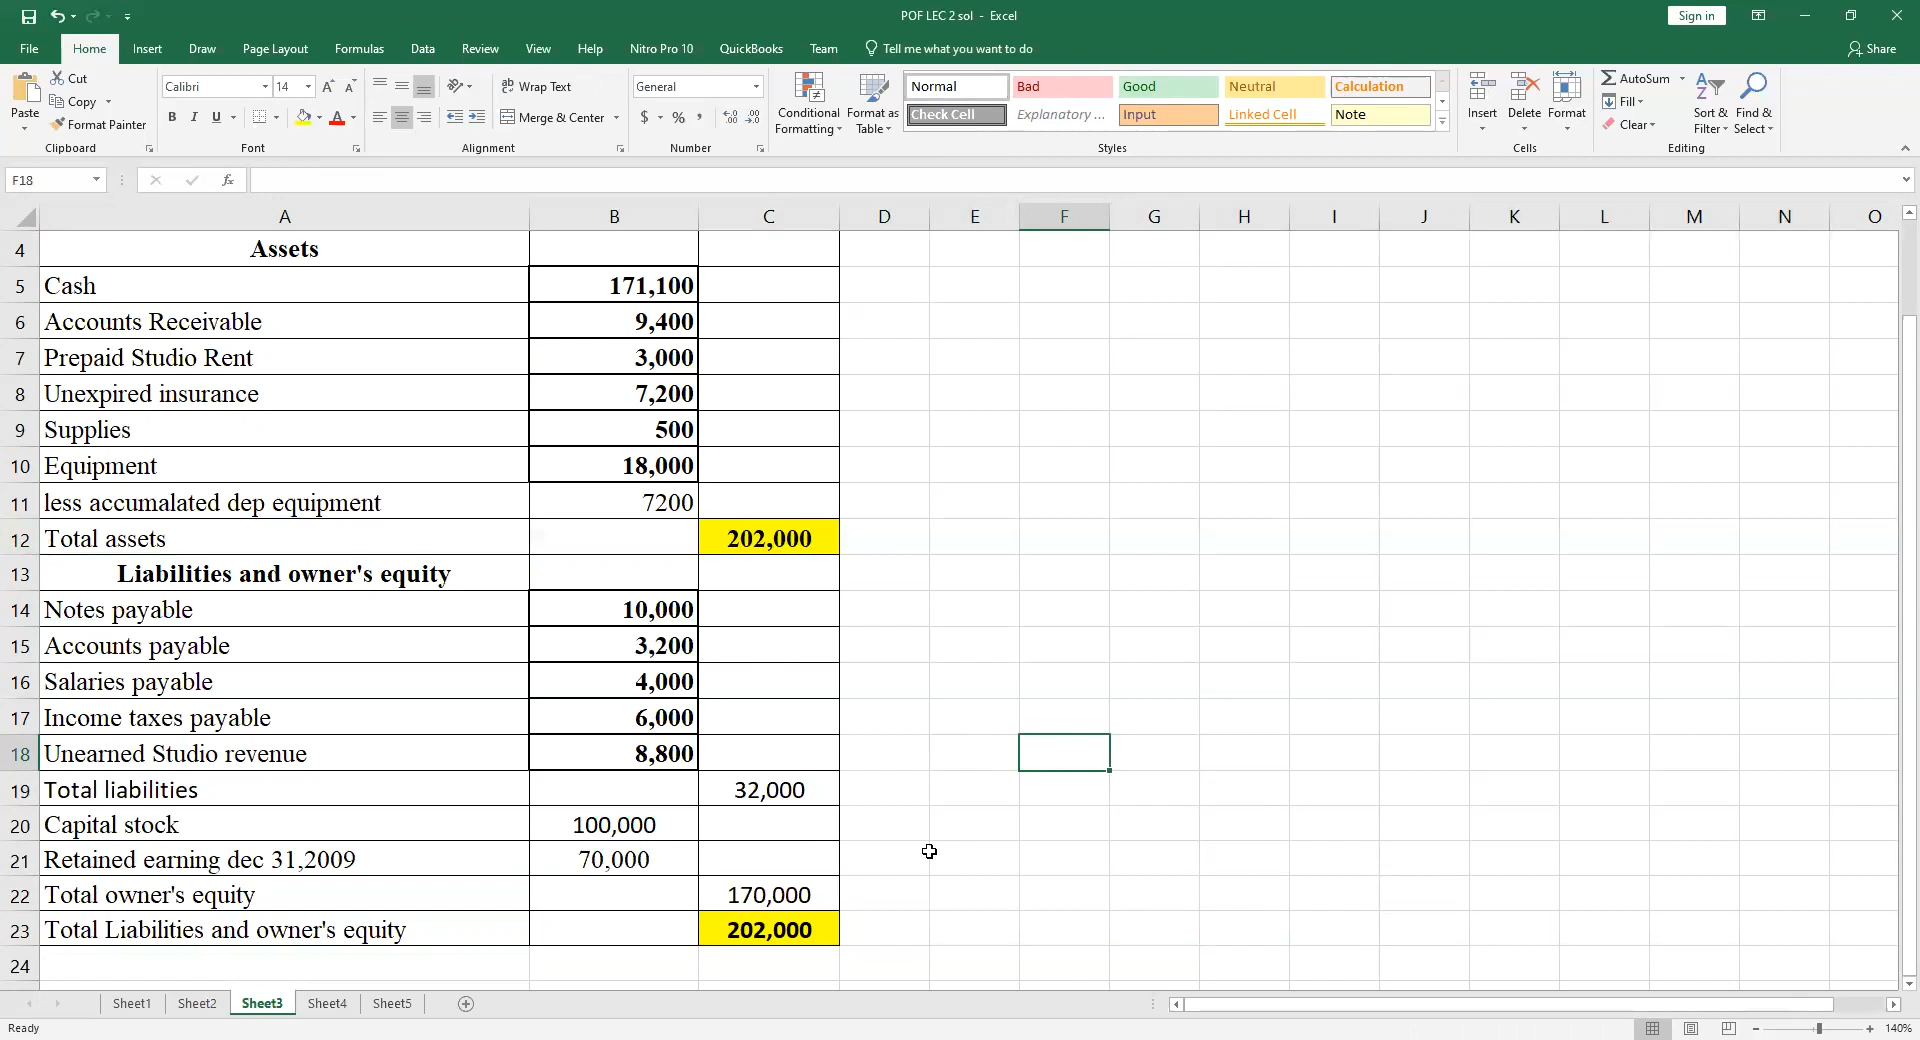 POF LEC 2 sol - Excel
Sign in
File Home Insert Draw Page Layout Formulas Data Review View Help Nitro Pro 10 QuickBooks Team Tell me what you want to do Share
Paste Cut Copy Format Painter Clipboard
Calibri 14 A A B I U A Font
Wrap Text Merge & Center Alignment
General $ % , Number
Conditional Formatting Format as Table
Normal Bad Good Neutral Calculation
Check Cell Explanatory ... Input Linked Cell Note
Styles
Insert Delete Format Cells
AutoSum Fill Clear Sort & Filter Find & Select Editing
F18 fx
A B C D E F G H I J K L M N O
4 Assets
5 Cash 171,100
6 Accounts Receivable 9,400
7 Prepaid Studio Rent 3,000
8 Unexpired insurance 7,200
9 Supplies 500
10 Equipment 18,000
11 less accumalated dep equipment 7200
12 Total assets 202,000
13 Liabilities and owner's equity
14 Notes payable 10,000
15 Accounts payable 3,200
16 Salaries payable 4,000
17 Income taxes payable 6,000
18 Unearned Studio revenue 8,800
19 Total liabilities 32,000
20 Capital stock 100,000
21 Retained earning dec 31,2009 70,000
22 Total owner's equity 170,000
23 Total Liabilities and owner's equity 202,000
24
Sheet1 Sheet2 Sheet3 Sheet4 Sheet5
Ready 140%